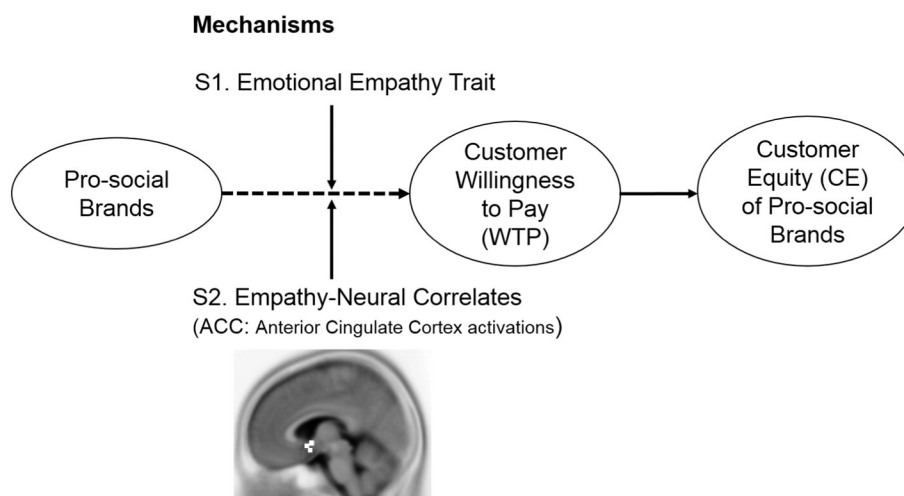 Mechanisms
S1. Emotional Empathy Trait
Pro-social
Brands
Customer
Willingness
to Pay
(WTP)
Customer
Equity (CE)
of Pro-social
Brands
S2. Empathy-Neural Correlates
(ACC: Anterior Cingulate Cortex activations)